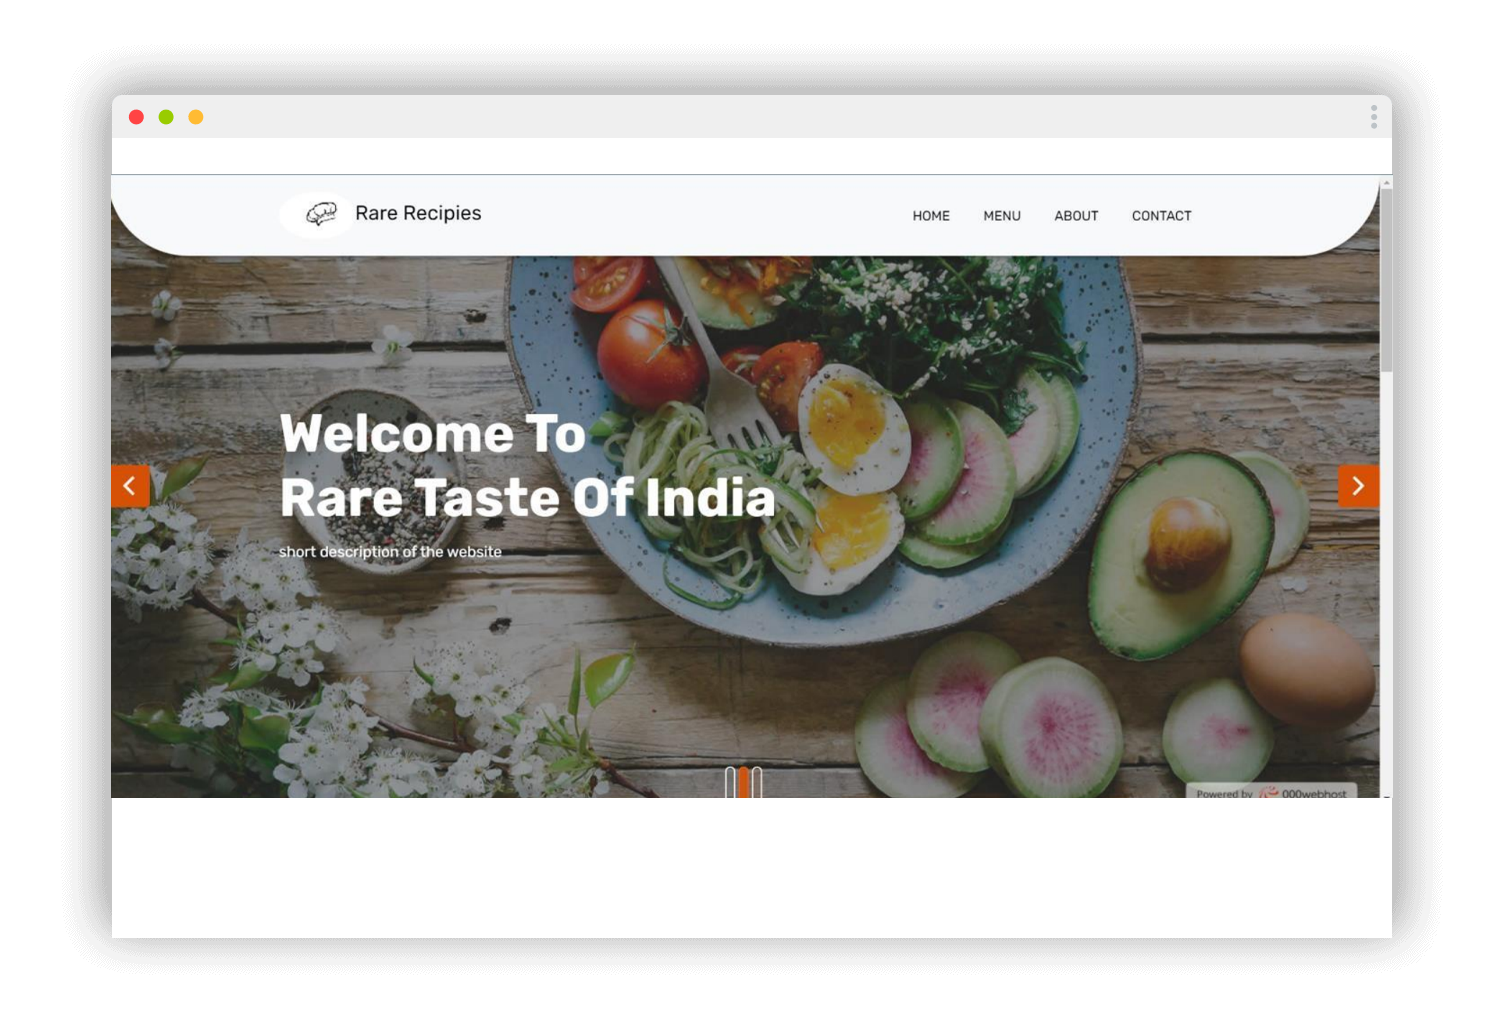 Rare Recipies
HOME MENU ABOUT CONTACT
Welcome To
Rare Taste Of India
short description of the website
Powered by 000webhost